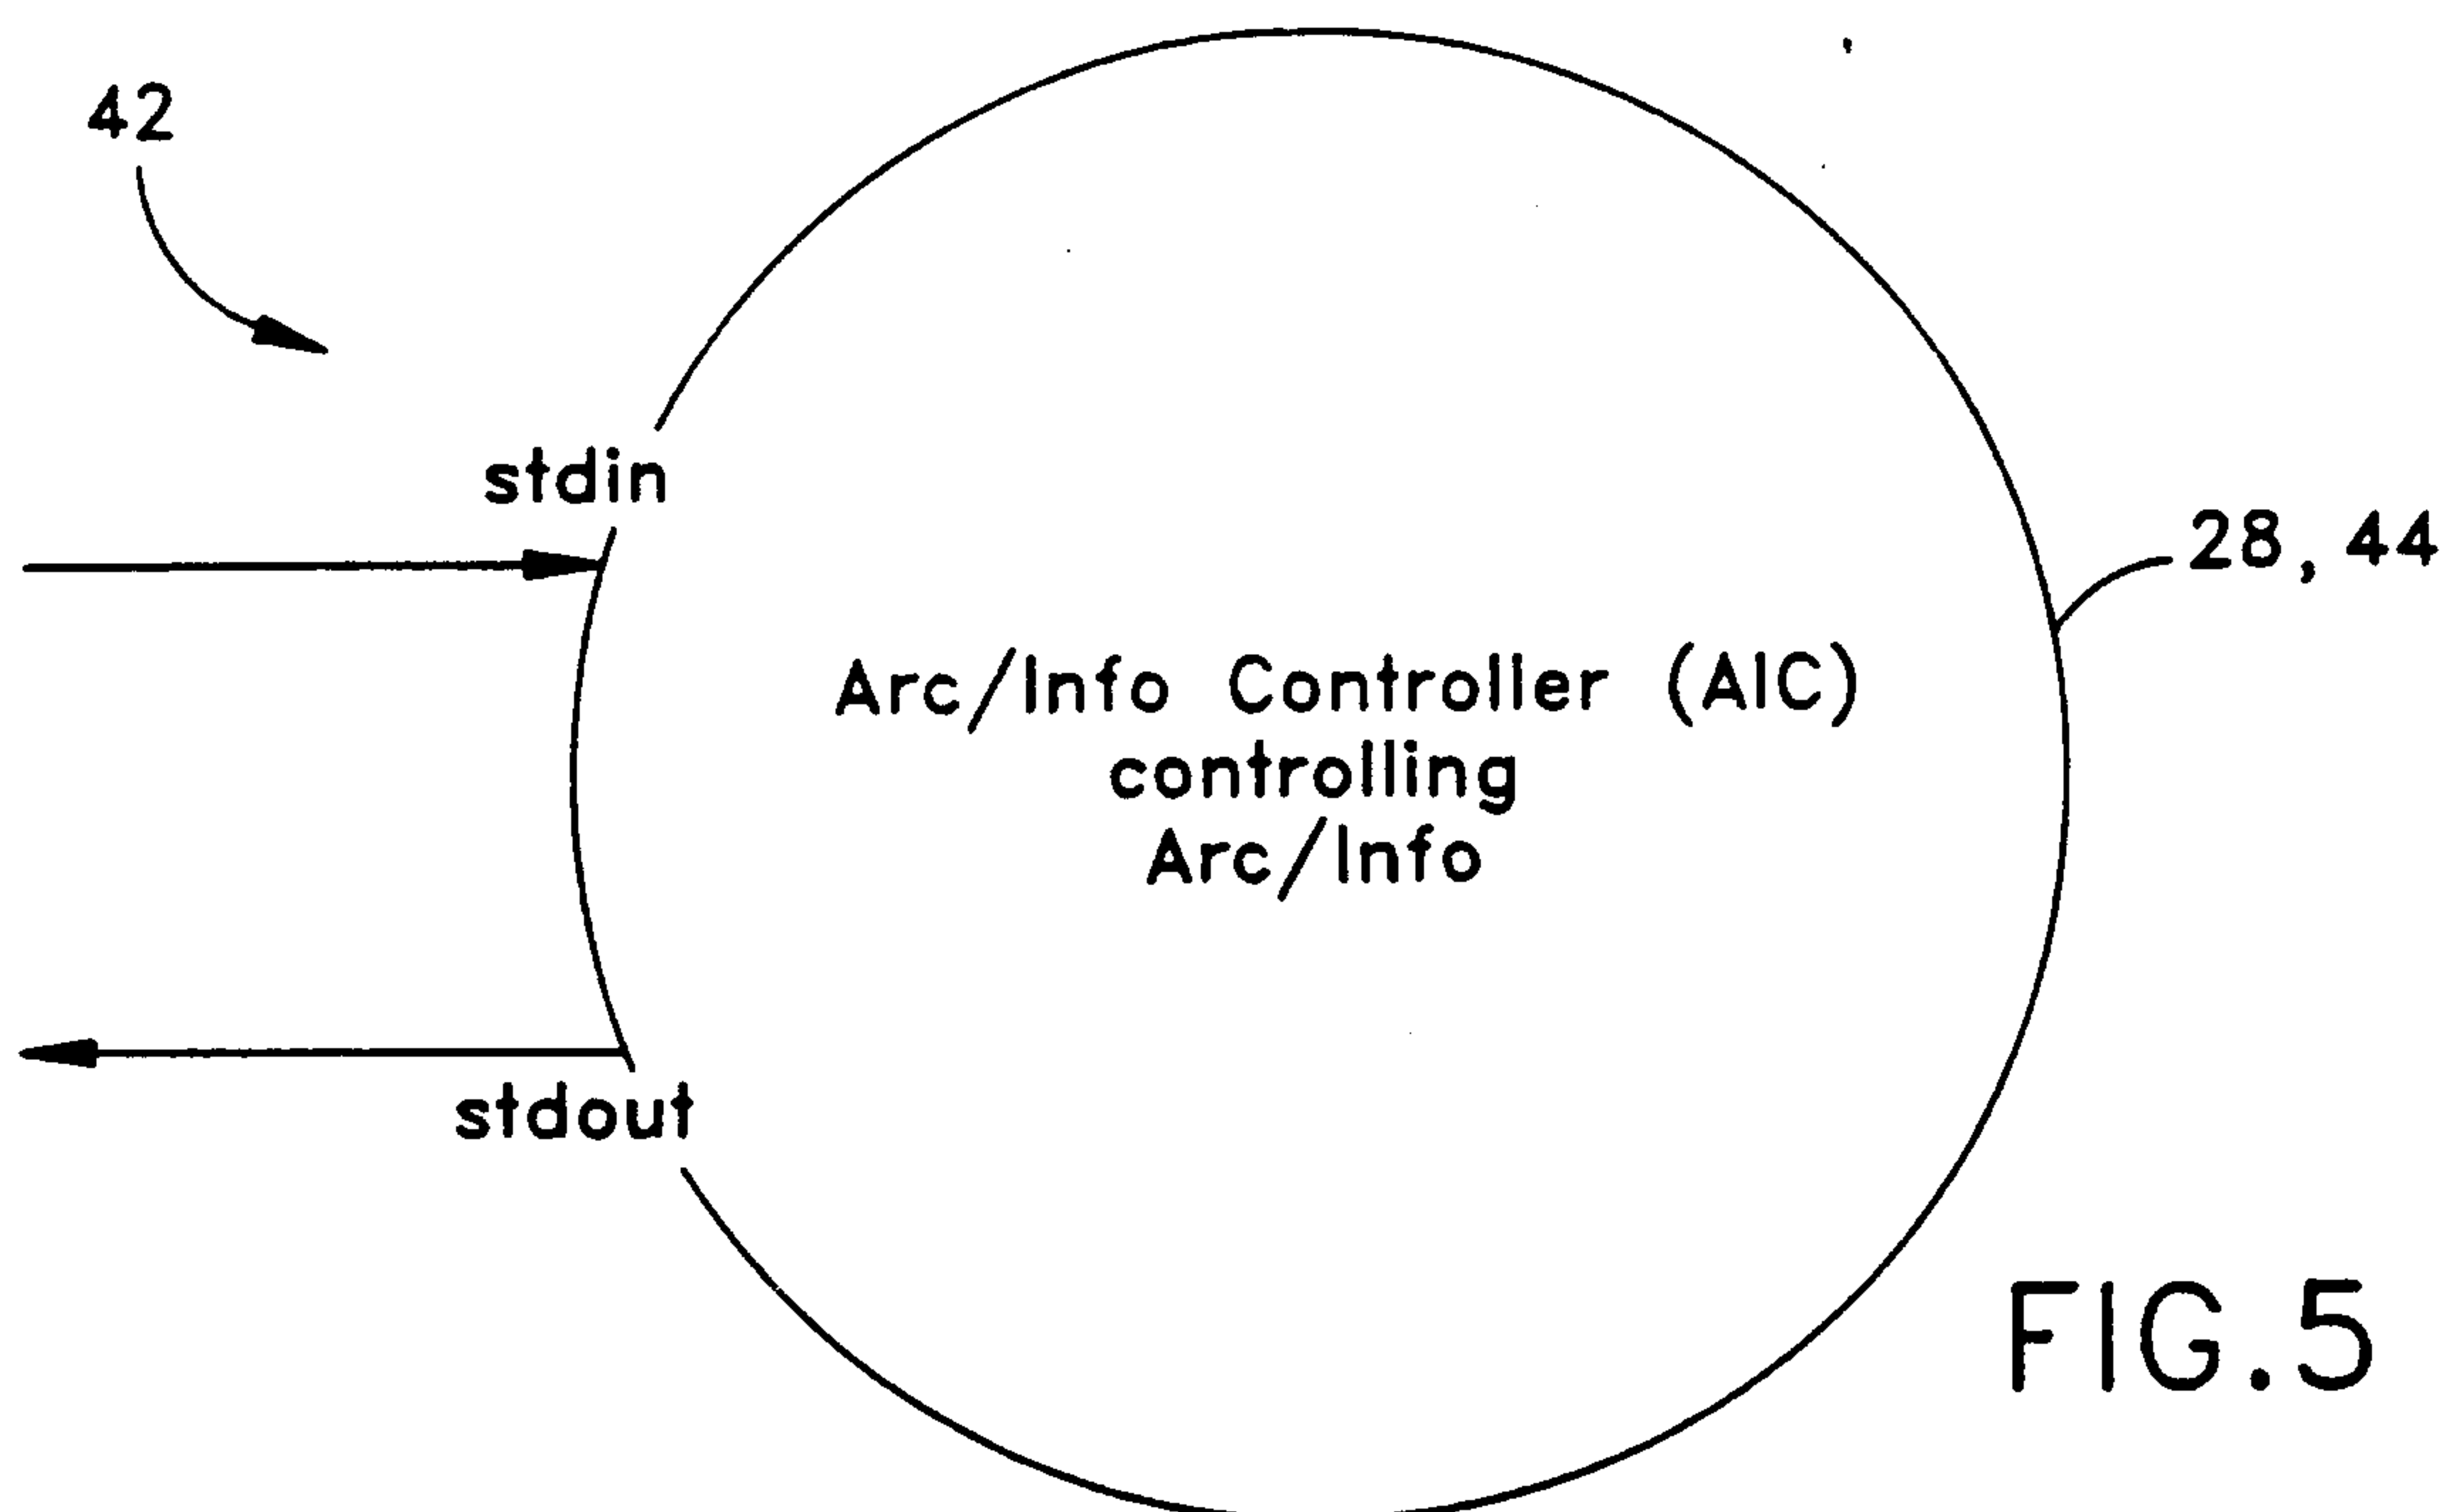 42
stdin
28,44
Arc/Info Controller (AIC)
controlling
Arc/Info
stdout
FIG.5